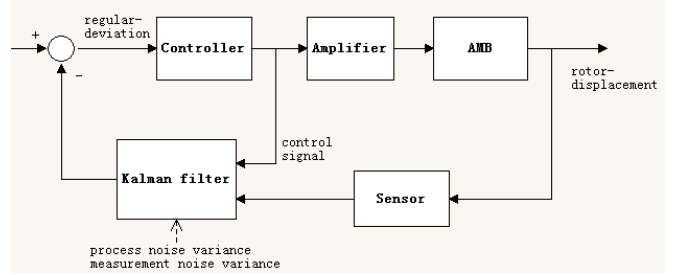 regular-
deviation
+
Controller
Amplifier
AMB
−
rotor-
displacement
control
signal
Kalman filter
Sensor
process noise variance
measurement noise variance